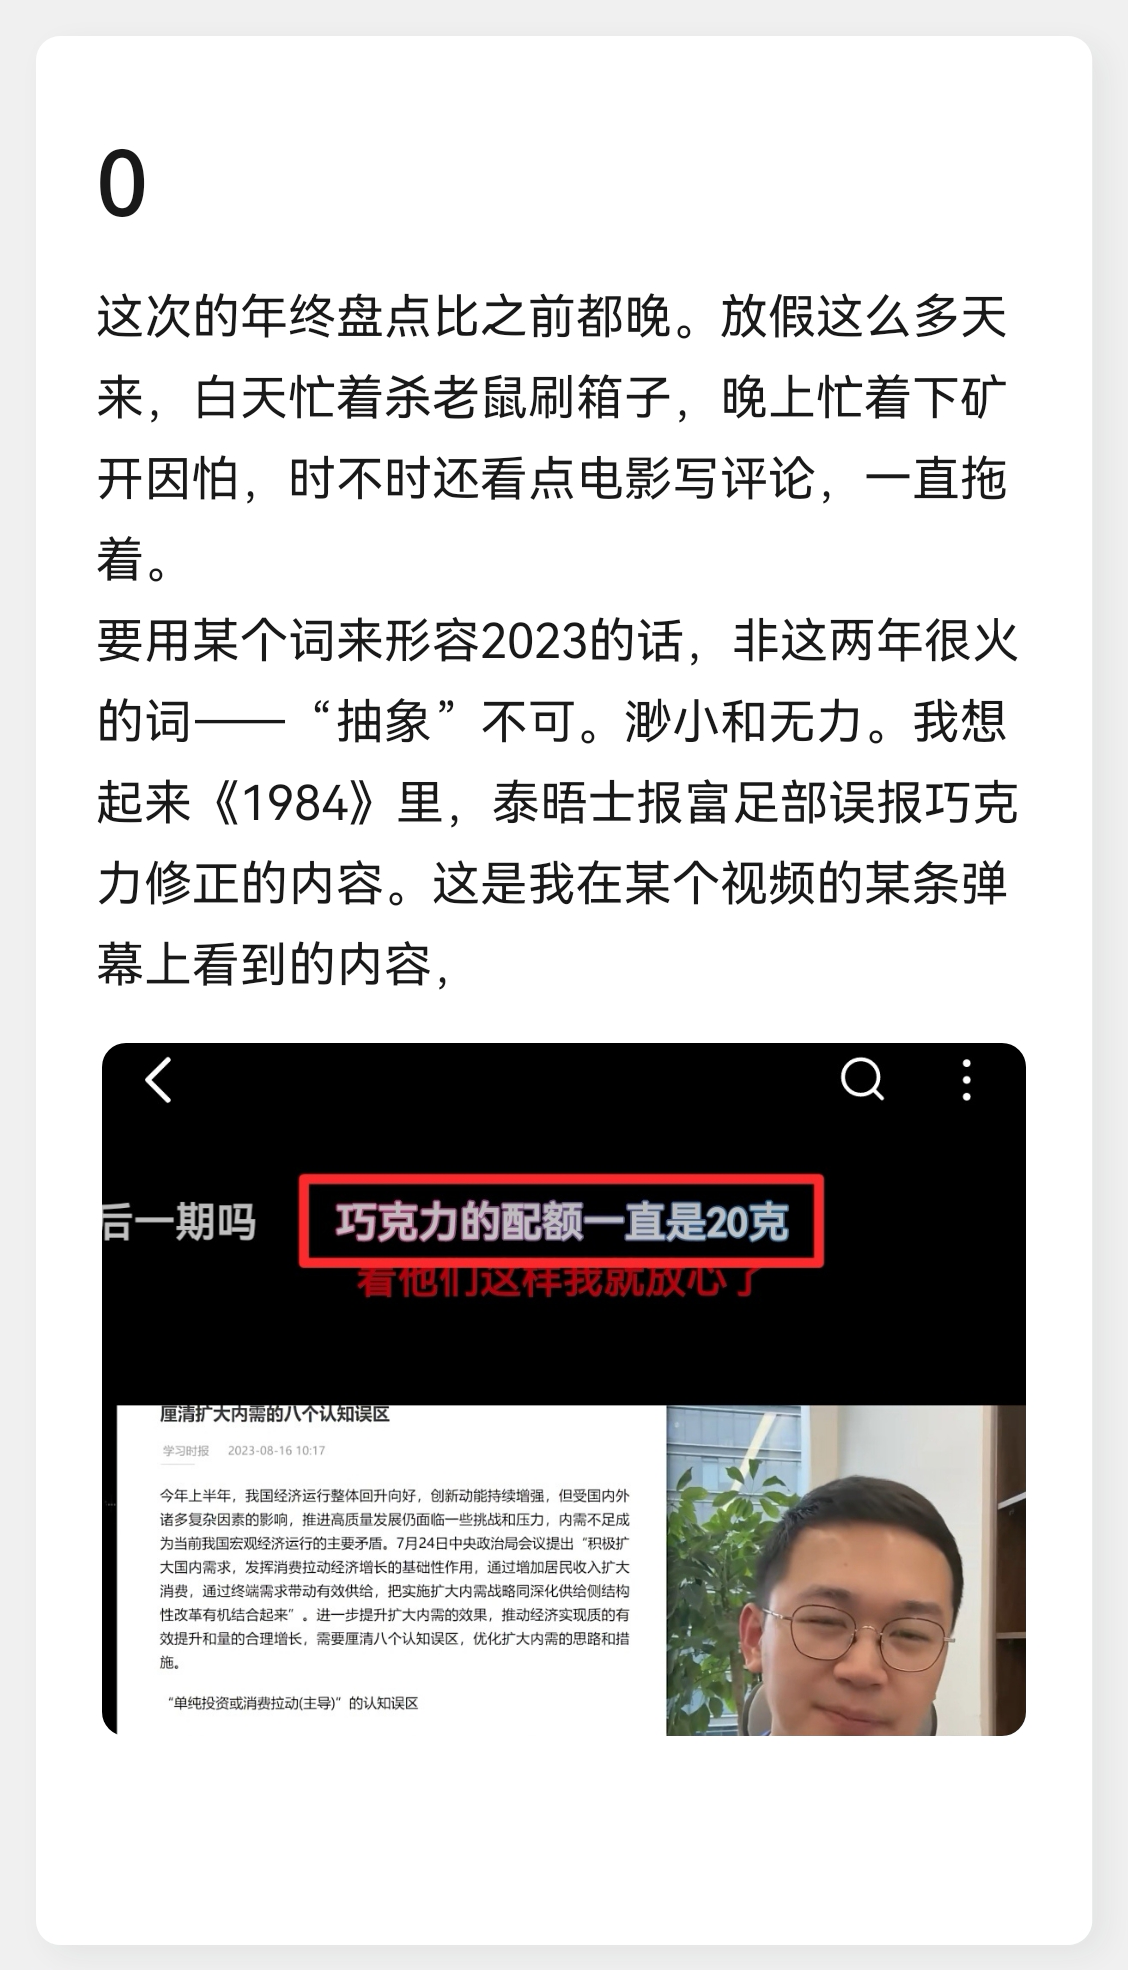 0
这次的年终盘点比之前都晚。放假这么多天
来，白天忙着杀老鼠刷箱子，晚上忙着下矿
开因怕，时不时还看点电影写评论，一直拖
着。
要用某个词来形容2023的话，非这两年很火
的词——“抽象”不可。渺小和无力。我想
起来《1984》里，泰晤士报富足部误报巧克
力修正的内容。这是我在某个视频的某条弹
幕上看到的内容，
后一期吗
巧克力的配额一直是20克
看他们这样我就放心了
厘清扩大内需的八个认知误区
学习时报 2023-08-16 10:17
今年上半年，我国经济运行整体回升向好，创新动能持续增强，但受国内外
诸多复杂因素的影响，推进高质量发展仍面临一些挑战和压力，内需不足成
为当前我国宏观经济运行的主要矛盾。7月24日中央政治局会议提出“积极扩
大国内需求，发挥消费拉动经济增长的基础性作用，通过增加居民收入扩大
消费，通过终端需求带动有效供给，把实施扩大内需战略同深化供给侧结构
性改革有机结合起来”。进一步提升扩大内需的效果，推动经济实现质的有
效提升和量的合理增长，需要厘清八个认知误区，优化扩大内需的思路和措
施。
“单纯投资或消费拉动(主导)”的认知误区